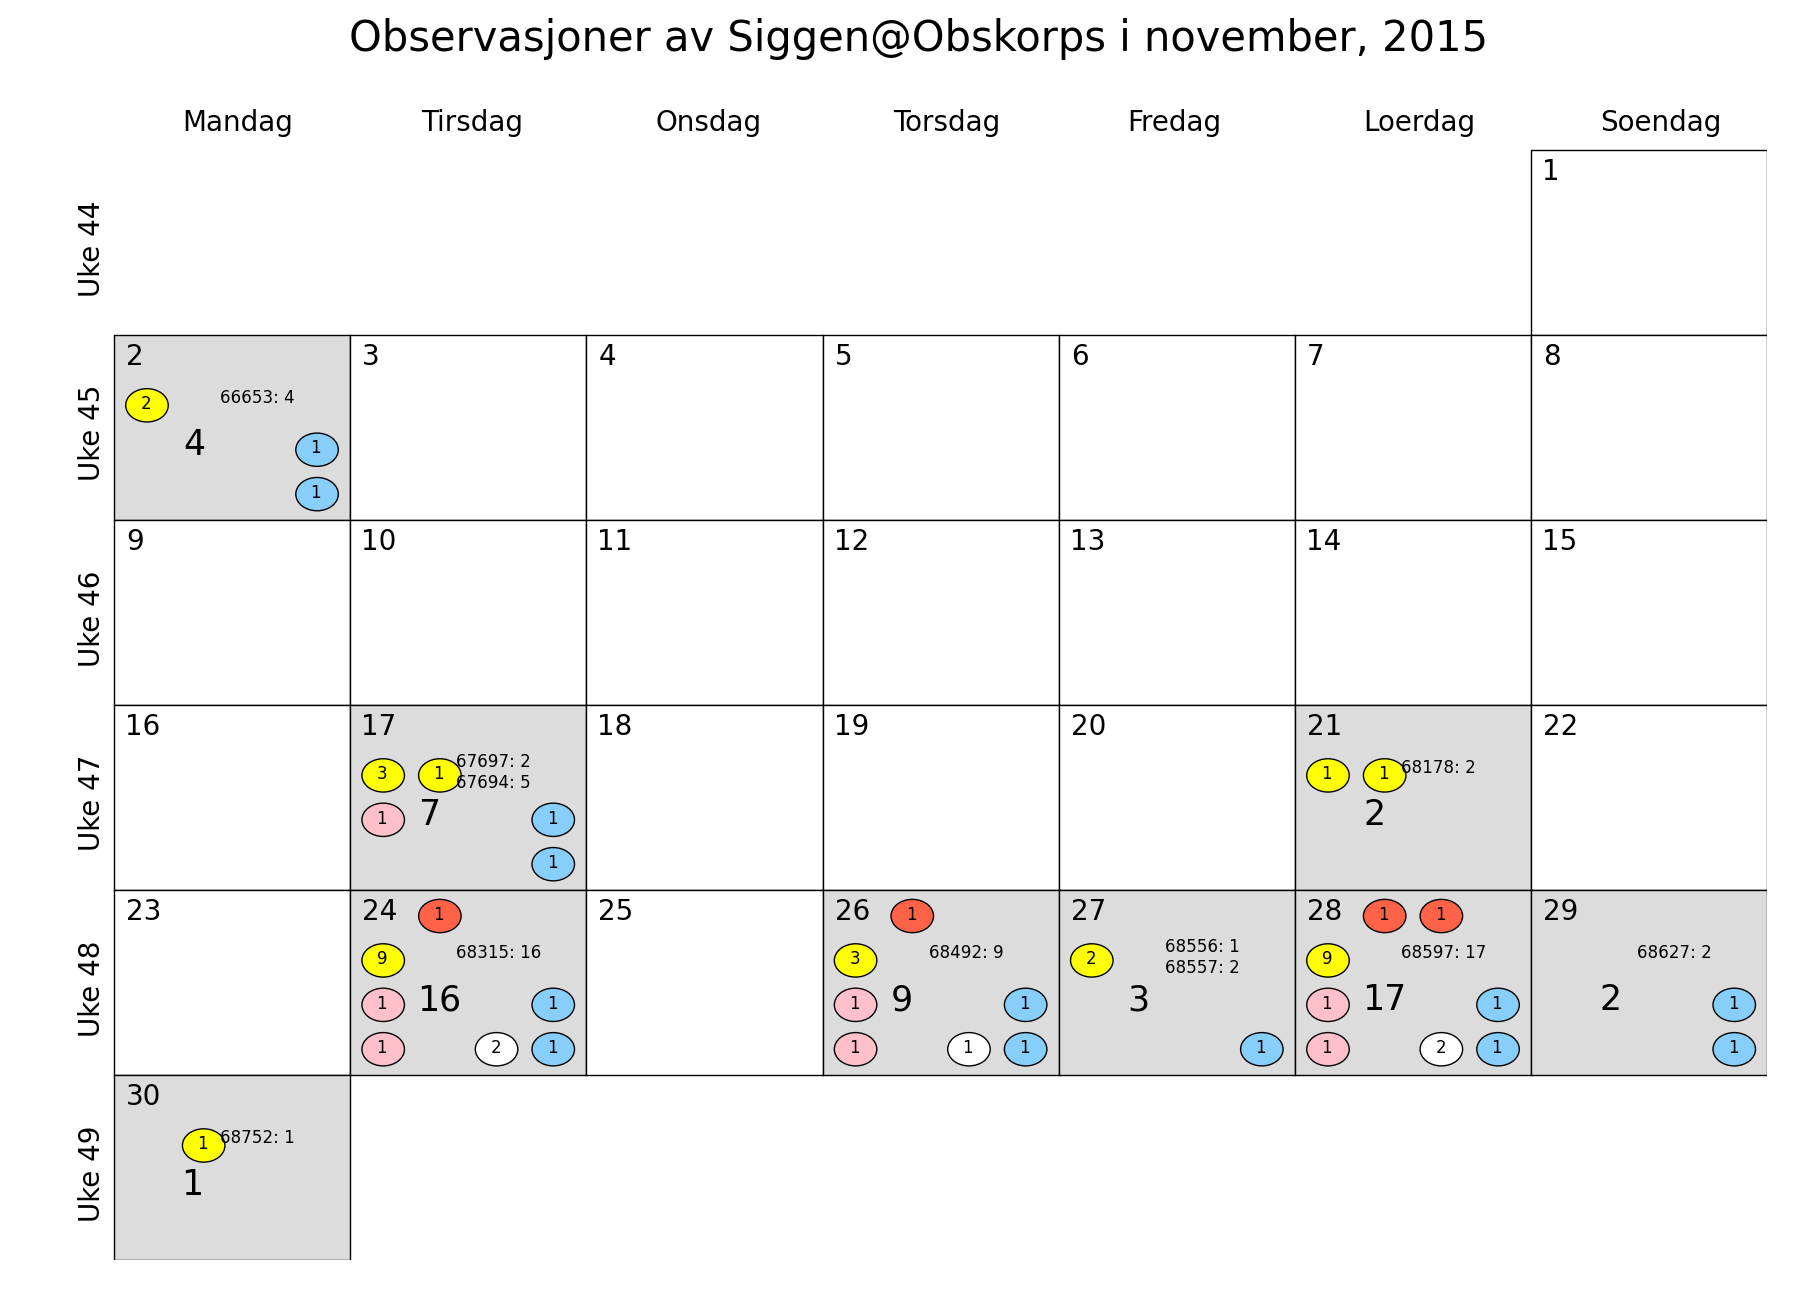 Observasjoner av Siggen@Obskorps i november, 2015
Mandag Tirsdag Onsdag Torsdag Fredag Loerdag Soendag
Uke 44
1
Uke 45
2 3 4 5 6 7 8
2 66653: 4
4 1
1
Uke 46
9 10 11 12 13 14 15
Uke 47
16 17 18 19 20 21 22
3 1 67697: 2
67694: 5
1 7 1
1
1 1 68178: 2
2
Uke 48
23 24 1 25 26 1 27 28 1 1 29
9 68315: 16
1 16 1
1 2 1
3 68492: 9
1 9 1
1 1 1
2 68556: 1
68557: 2
3
1
9 68597: 17
1 17 1
1 2 1
68627: 2
2 1
1
Uke 49
30
1 68752: 1
1